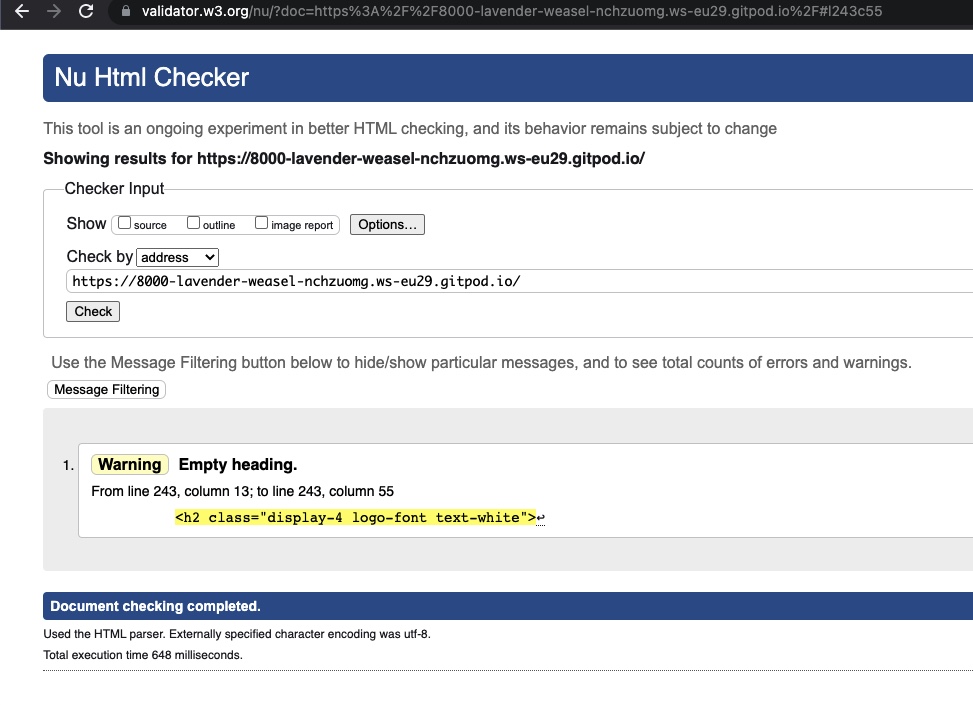 validator.w3.org/nu/?doc=https%3A%2F%2F8000-lavender-weasel-nchzuomg.ws-eu29.gitpod.io%2F#l243c55
Nu Html Checker
This tool is an ongoing experiment in better HTML checking, and its behavior remains subject to change
Showing results for https://8000-lavender-weasel-nchzuomg.ws-eu29.gitpod.io/
Checker Input
Show source outline image report Options...
Check by address
https://8000-lavender-weasel-nchzuomg.ws-eu29.gitpod.io/
Check
Use the Message Filtering button below to hide/show particular messages, and to see total counts of errors and warnings.
Message Filtering
1. Warning Empty heading.
From line 243, column 13; to line 243, column 55
<h2 class="display-4 logo-font text-white">↩
Document checking completed.
Used the HTML parser. Externally specified character encoding was utf-8.
Total execution time 648 milliseconds.